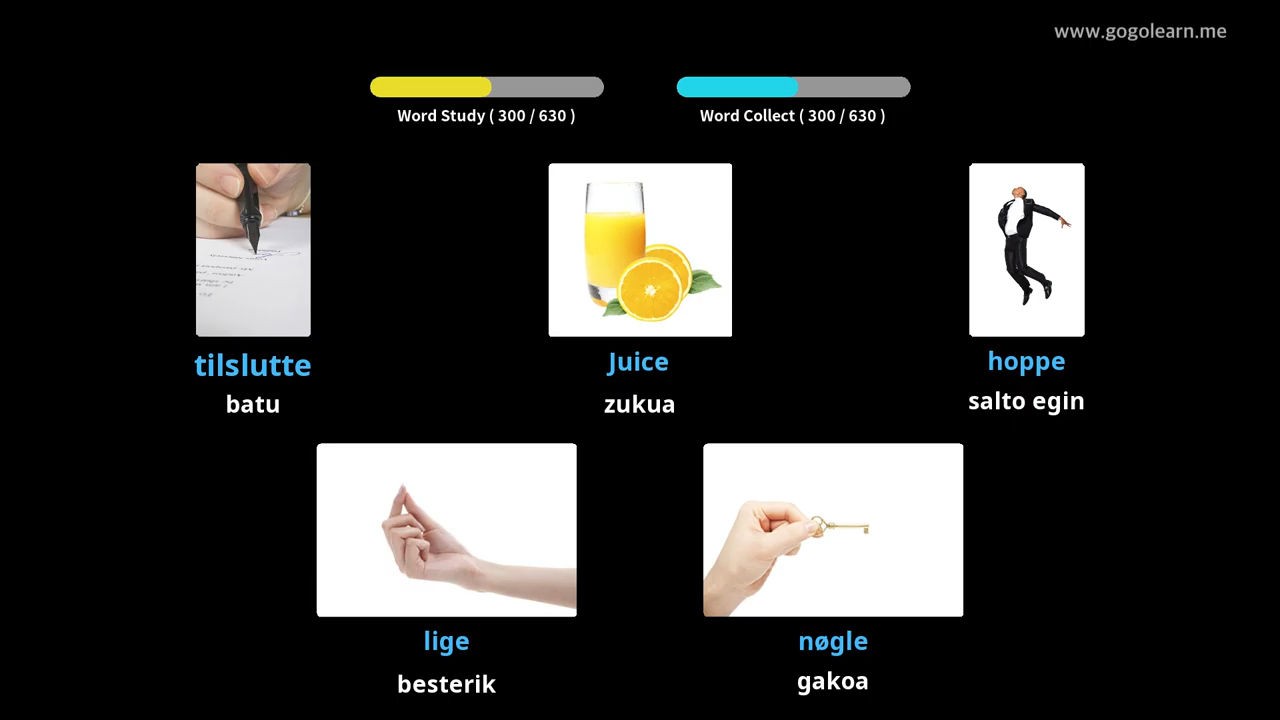 www.gogolearn.me
Word Study ( 300 / 630 )
Word Collect ( 300 / 630 )
tilslutte
batu
Juice
zukua
hoppe
salto egin
lige
besterik
nøgle
gakoa